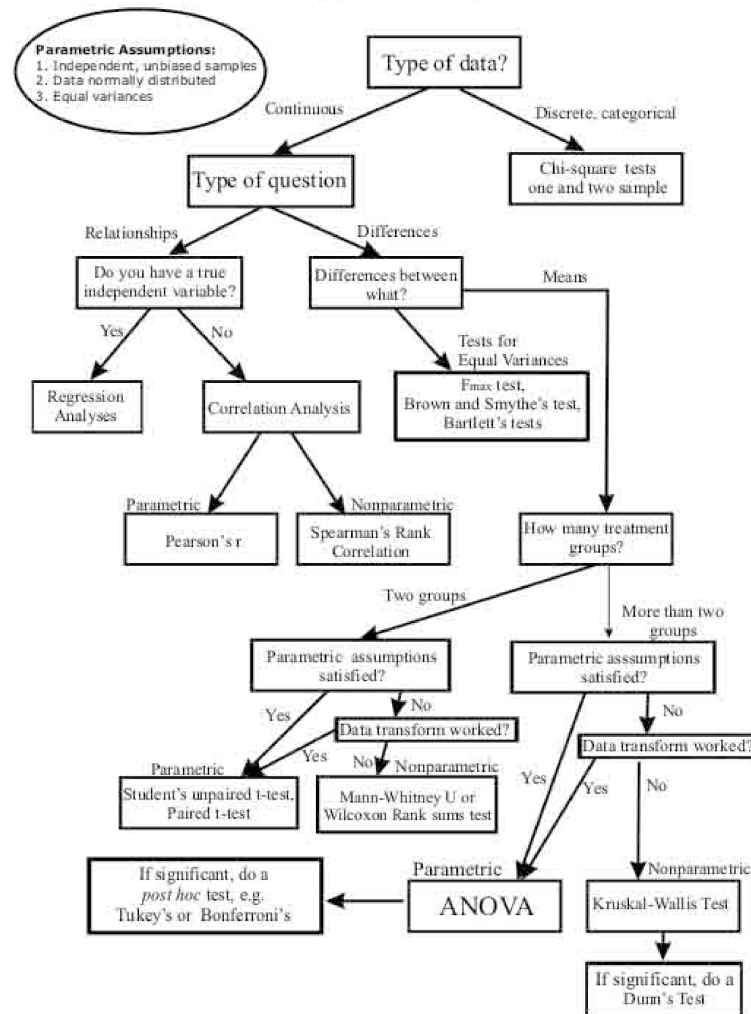 Parametric Assumptions:
1. Independent, unbiased samples
2. Data normally distributed
3. Equal variances
Type of data?
Continuous
Discrete, categorical
Type of question
Chi-square tests
one and two sample
Relationships
Differences
Do you have a true
independent variable?
Differences between
what?
Means
Yes
No
Tests for
Equal Variances
Regression
Analyses
Correlation Analysis
Fmax test,
Brown and Smythe's test,
Bartlett's tests
Parametric
Nonparametric
Pearson's r
Spearman's Rank
Correlation
How many treatment
groups?
Two groups
More than two
groups
Parametric assumptions
satisfied?
Parametric asssumptions
satisfied?
Yes
No
No
Data transform worked?
Data transform worked?
Yes
No
Yes
Yes
No
Parametric
Nonparametric
Student's unpaired t-test,
Paired t-test
Mann-Whitney U or
Wilcoxon Rank sums test
If significant, do a
post hoc test, e.g.
Tukey's or Bonferroni's
Parametric
ANOVA
Nonparametric
Kruskal-Wallis Test
If significant, do a
Dunn's Test